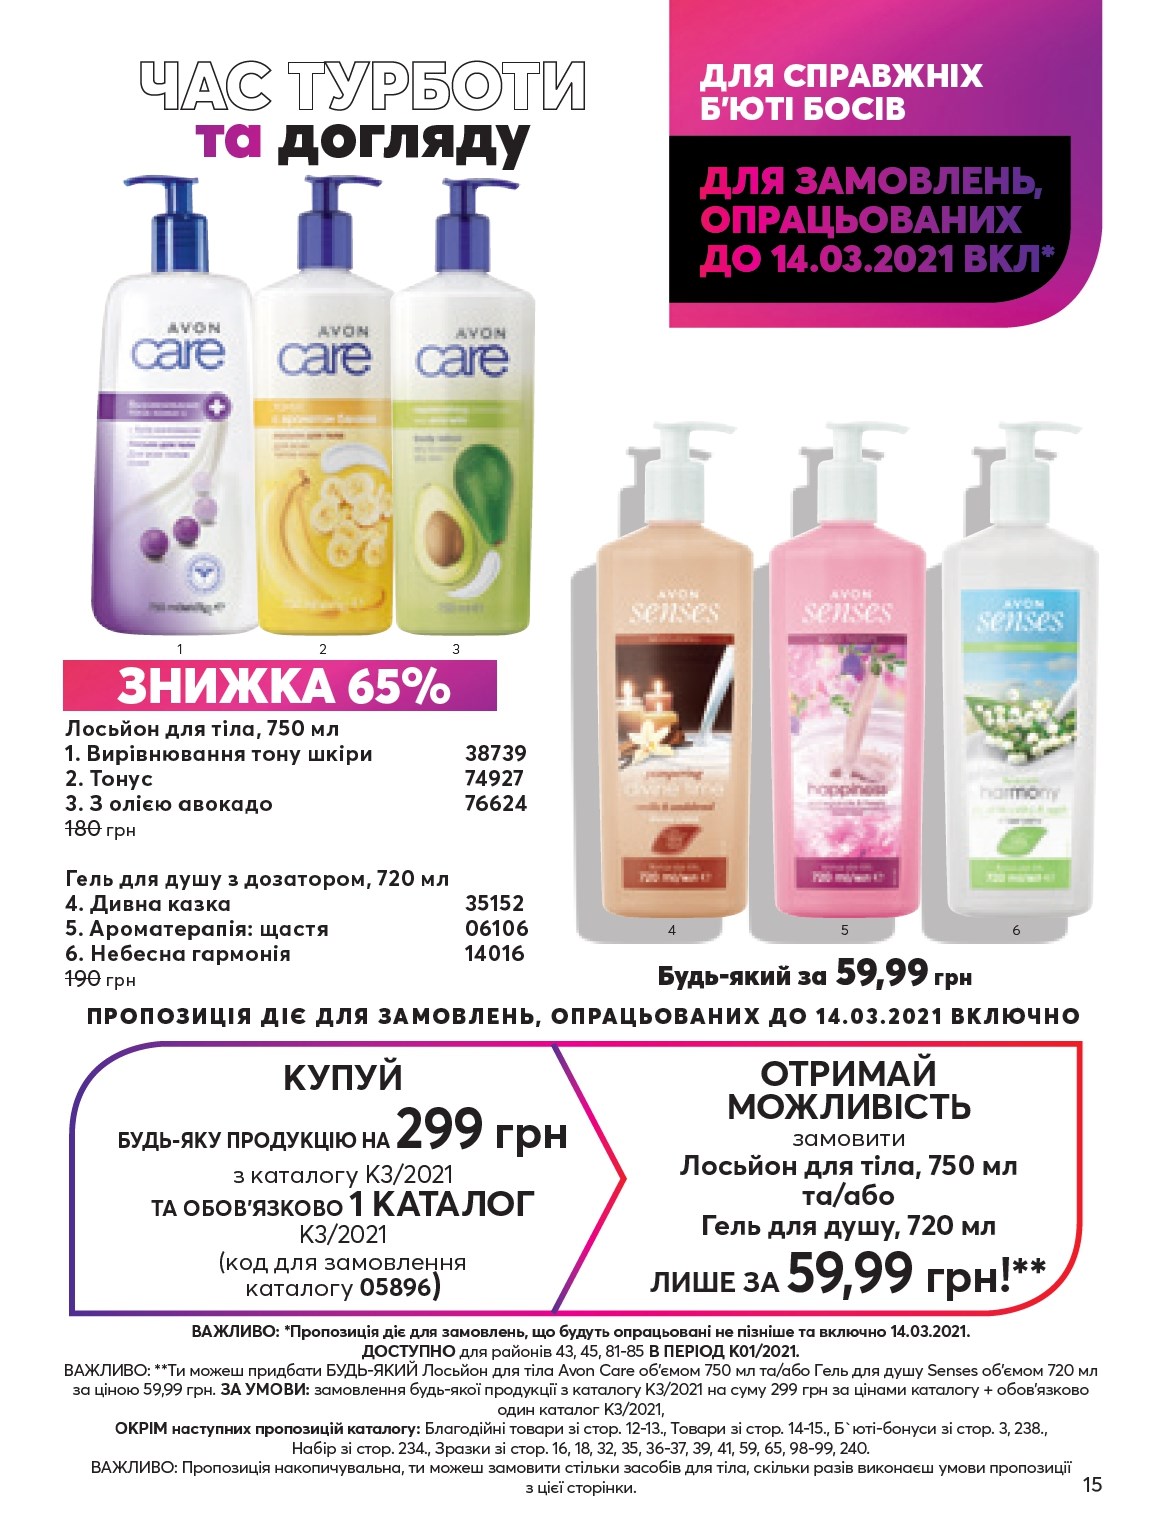 ЧАС ТУРБОТИ
та догляду
ДЛЯ СПРАВЖНІХ
Б'ЮТІ БОСІВ
ДЛЯ ЗАМОВЛЕНЬ,
ОПРАЦЬОВАНИХ
ДО 14.03.2021 ВКЛ*
AVON
care
AVON
care
AVON
care
1
2
3
AVON
senses
divine time
720 ml/мл e
AVON
senses
happiness
720 ml/мл e
AVON
senses
harmony
720 ml/мл e
4
5
6
ЗНИЖКА 65%
Лосьйон для тіла, 750 мл
1. Вирівнювання тону шкіри 38739
2. Тонус 74927
3. З олією авокадо 76624
180 грн
Гель для душу з дозатором, 720 мл
4. Дивна казка 35152
5. Ароматерапія: щастя 06106
6. Небесна гармонія 14016
190 грн
Будь-який за 59,99 грн
ПРОПОЗИЦІЯ ДІЄ ДЛЯ ЗАМОВЛЕНЬ, ОПРАЦЬОВАНИХ ДО 14.03.2021 ВКЛЮЧНО
КУПУЙ
БУДЬ-ЯКУ ПРОДУКЦІЮ НА 299 грн
з каталогу К3/2021
ТА ОБОВ'ЯЗКОВО 1 КАТАЛОГ
К3/2021
(код для замовлення
каталогу 05896)
ОТРИМАЙ
МОЖЛИВІСТЬ
замовити
Лосьйон для тіла, 750 мл
та/або
Гель для душу, 720 мл
ЛИШЕ ЗА 59,99 грн!**
ВАЖЛИВО: *Пропозиція діє для замовлень, що будуть опрацьовані не пізніше та включно 14.03.2021.
ДОСТУПНО для районів 43, 45, 81-85 В ПЕРІОД К01/2021.
ВАЖЛИВО: **Ти можеш придбати БУДЬ-ЯКИЙ Лосьйон для тіла Avon Care об'ємом 750 мл та/або Гель для душу Senses об'ємом 720 мл
за ціною 59,99 грн. ЗА УМОВИ: замовлення будь-якої продукції з каталогу К3/2021 на суму 299 грн за цінами каталогу + обов'язково
один каталог К3/2021,
ОКРІМ наступних пропозицій каталогу: Благодійні товари зі стор. 12-13., Товари зі стор. 14-15., Б`юті-бонуси зі стор. 3, 238.,
Набір зі стор. 234., Зразки зі стор. 16, 18, 32, 35, 36-37, 39, 41, 59, 65, 98-99, 240.
ВАЖЛИВО: Пропозиція накопичувальна, ти можеш замовити стільки засобів для тіла, скільки разів виконаєш умови пропозиції
з цієї сторінки.
15